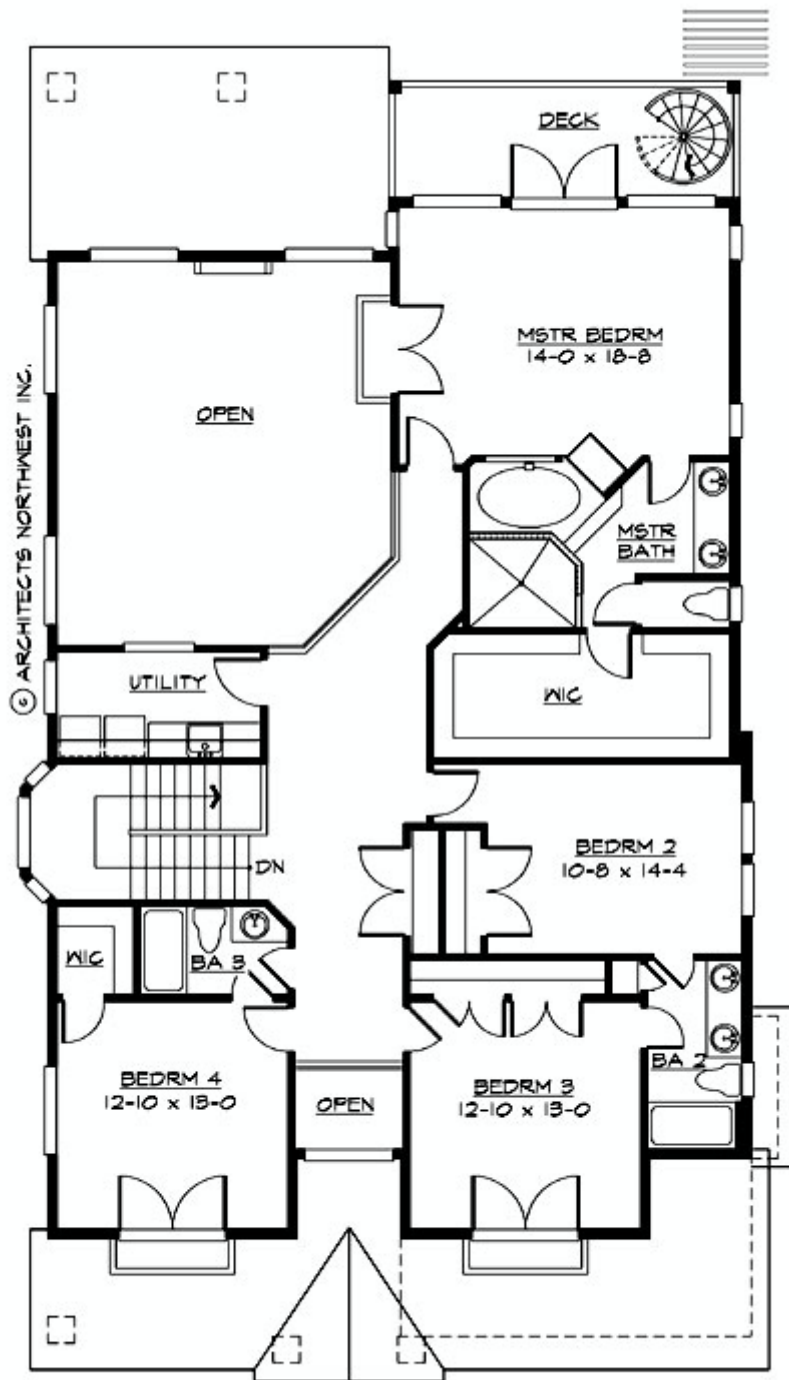 DECK
MSTR BEDRM
14-0 x 18-8
OPEN
© ARCHITECTS NORTHWEST INC.
MSTR
BATH
UTILITY
WIC
BEDRM 2
10-8 x 14-4
DN
WIC
BA 3
BEDRM 4
12-10 x 13-0
OPEN
BEDRM 3
12-10 x 13-0
BA 2